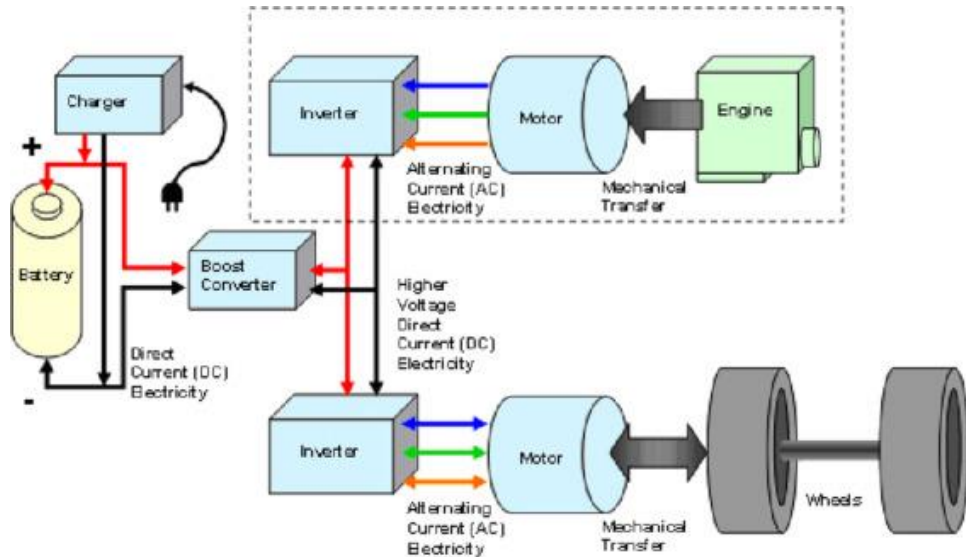 Charger
+
Battery
-
Direct
Current (DC)
Electricity
Boost
Converter
Inverter
Alternating
Current (AC)
Electricity
Motor
Mechanical
Transfer
Engine
Higher
Voltage
Direct
Current (DC)
Electricity
Inverter
Alternating
Current (AC)
Electricity
Motor
Mechanical
Transfer
Wheels